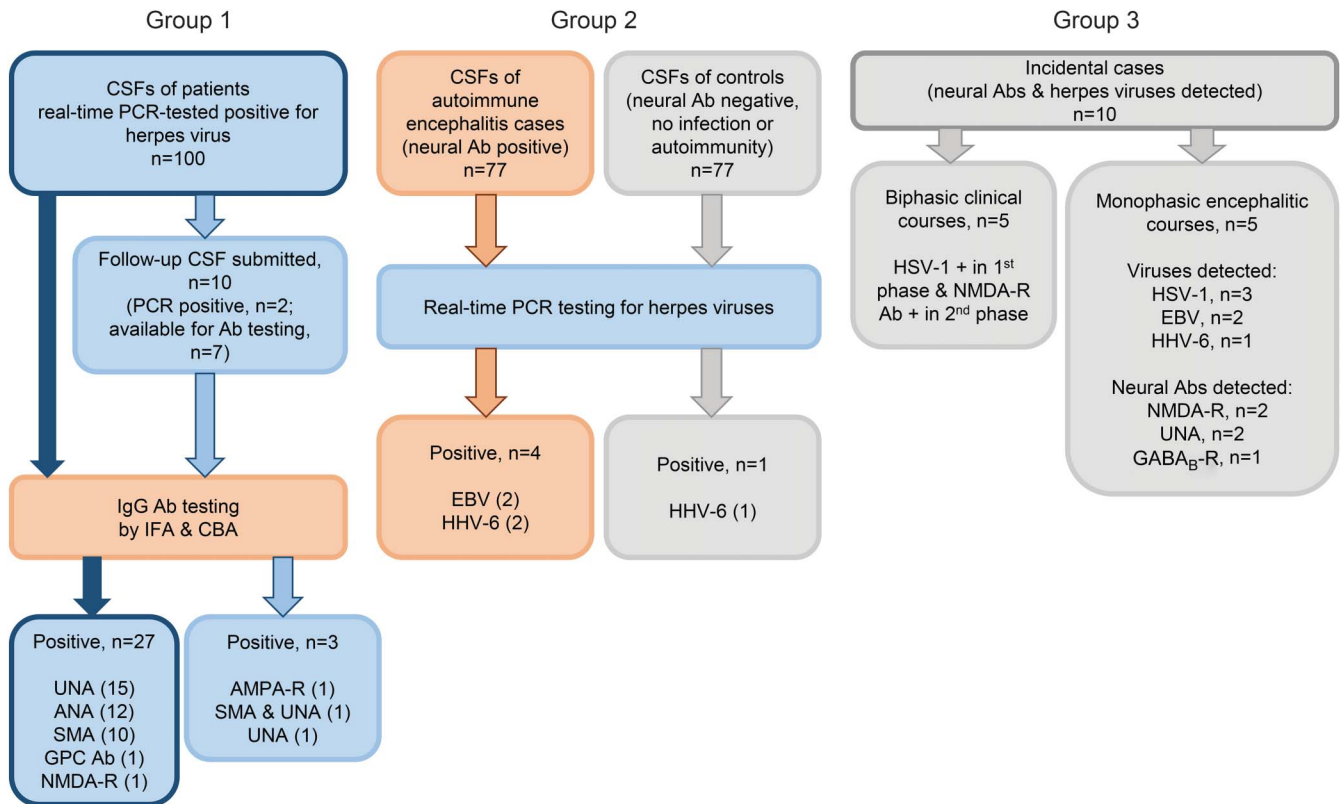 Group 1
CSFs of patients
real-time PCR-tested positive for
herpes virus
n=100
Follow-up CSF submitted,
n=10
(PCR positive, n=2;
available for Ab testing,
n=7)
IgG Ab testing
by IFA & CBA
Positive, n=27
UNA (15)
ANA (12)
SMA (10)
GPC Ab (1)
NMDA-R (1)
Positive, n=3
AMPA-R (1)
SMA & UNA (1)
UNA (1)
Group 2
CSFs of
autoimmune
encephalitis cases
(neural Ab positive)
n=77
CSFs of controls
(neural Ab negative,
no infection or
autoimmunity)
n=77
Real-time PCR testing for herpes viruses
Positive, n=4
EBV (2)
HHV-6 (2)
Positive, n=1
HHV-6 (1)
Group 3
Incidental cases
(neural Abs & herpes viruses detected)
n=10
Biphasic clinical
courses, n=5
HSV-1 + in 1st
phase & NMDA-R
Ab + in 2nd phase
Monophasic encephalitic
courses, n=5
Viruses detected:
HSV-1, n=3
EBV, n=2
HHV-6, n=1
Neural Abs detected:
NMDA-R, n=2
UNA, n=2
GABAB-R, n=1